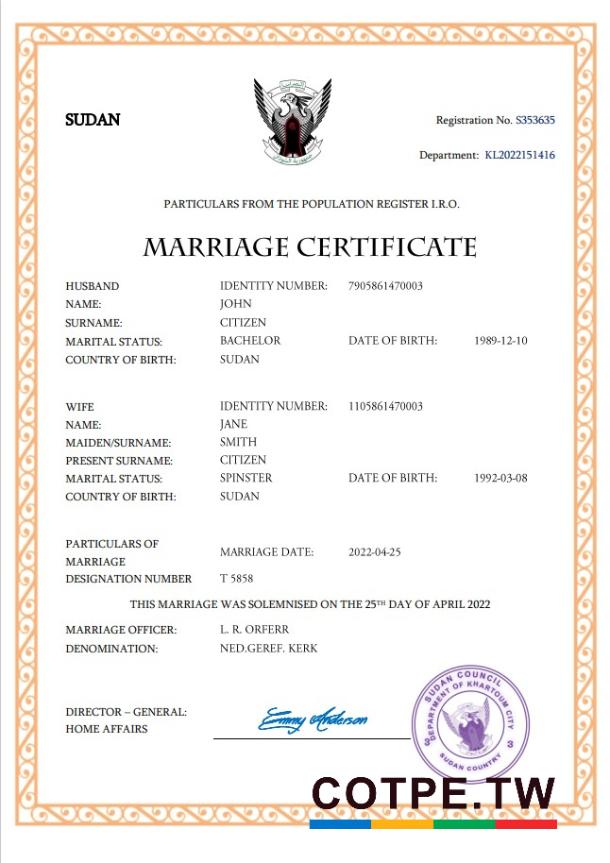 SUDAN
Registration No. S353635
Department: KL2022151416
PARTICULARS FROM THE POPULATION REGISTER I.R.O.
MARRIAGE CERTIFICATE
HUSBAND IDENTITY NUMBER: 7905861470003
NAME: JOHN
SURNAME: CITIZEN
MARITAL STATUS: BACHELOR DATE OF BIRTH: 1989-12-10
COUNTRY OF BIRTH: SUDAN
WIFE IDENTITY NUMBER: 1105861470003
NAME: JANE
MAIDEN/SURNAME: SMITH
PRESENT SURNAME: CITIZEN
MARITAL STATUS: SPINSTER DATE OF BIRTH: 1992-03-08
COUNTRY OF BIRTH: SUDAN
PARTICULARS OF
MARRIAGE MARRIAGE DATE: 2022-04-25
DESIGNATION NUMBER T 5858
THIS MARRIAGE WAS SOLEMNISED ON THE 25TH DAY OF APRIL 2022
MARRIAGE OFFICER: L. R. ORFERR
DENOMINATION: NED.GEREF. KERK
DIRECTOR – GENERAL:
HOME AFFAIRS
Emmy Anderson
SUDAN COUNCIL
DEPARTMENT OF KHARTOUM CITY
3 3
SUDAN COUNTRY
COTPE.TW